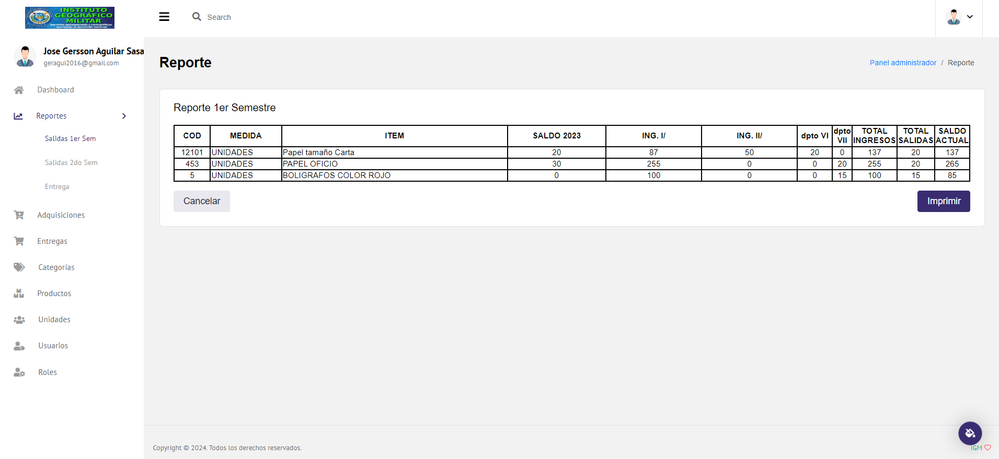 INSTITUTO
GEOGRÁFICO
MILITAR
Servicios geoespaciales y cartográficos
aportando al desarrollo nacional
Search
Jose Gersson Aguilar Sasa
geragui2016@gmail.com
Dashboard
Reportes
Salidas 1er Sem
Salidas 2do Sem
Entrega
Adquisiciones
Entregas
Categorías
Productos
Unidades
Usuarios
Roles
Reporte
Panel administrador / Reporte
Reporte 1er Semestre
COD MEDIDA ITEM SALDO 2023 ING. I/ ING. II/ dpto VI dpto VII TOTAL INGRESOS TOTAL SALIDAS SALDO ACTUAL
12101 UNIDADES Papel tamaño Carta 20 87 50 20 0 137 20 137
453 UNIDADES PAPEL OFICIO 30 255 0 0 20 255 20 265
5 UNIDADES BOLIGRAFOS COLOR ROJO 0 100 0 0 15 100 15 85
Cancelar
Imprimir
Copyright © 2024. Todos los derechos reservados.
IGM